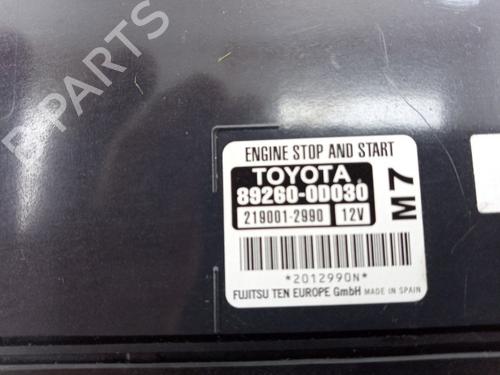 B-PARTS
ENGINE STOP AND START
TOYOTA
89260-0D030
219001-2990 12V
M7
*2012990N*
FUJITSU TEN EUROPE GmbH MADE IN SPAIN